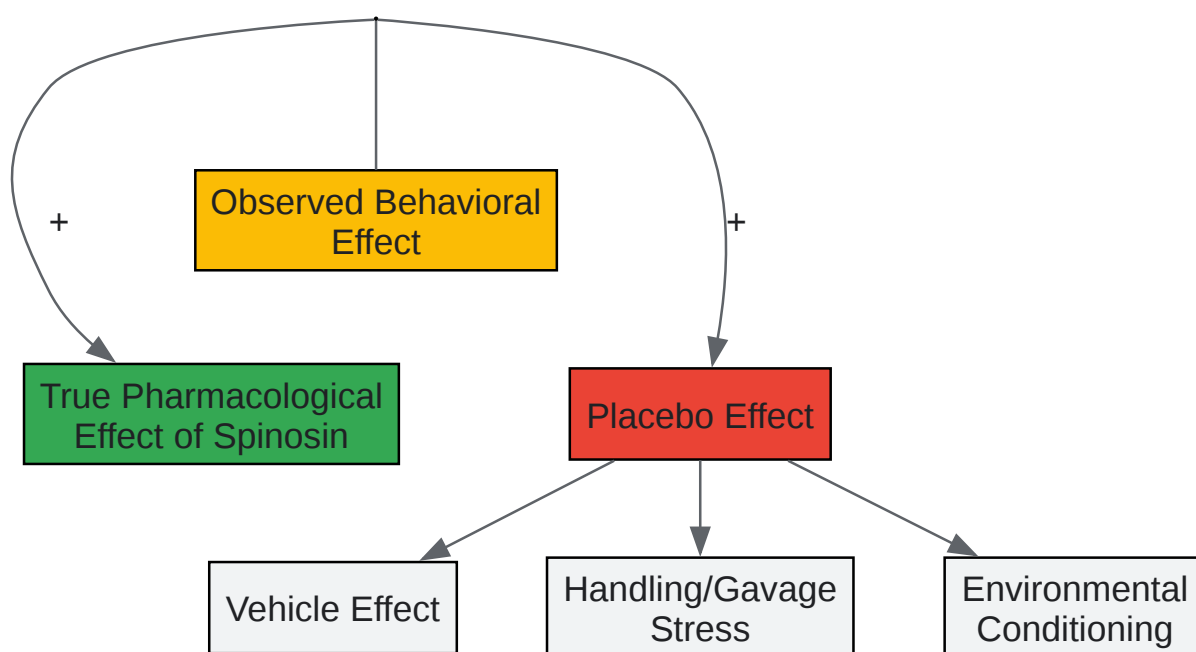 Observed Behavioral
Effect
+
+
True Pharmacological
Effect of Spinosin
Placebo Effect
Vehicle Effect
Handling/Gavage
Stress
Environmental
Conditioning